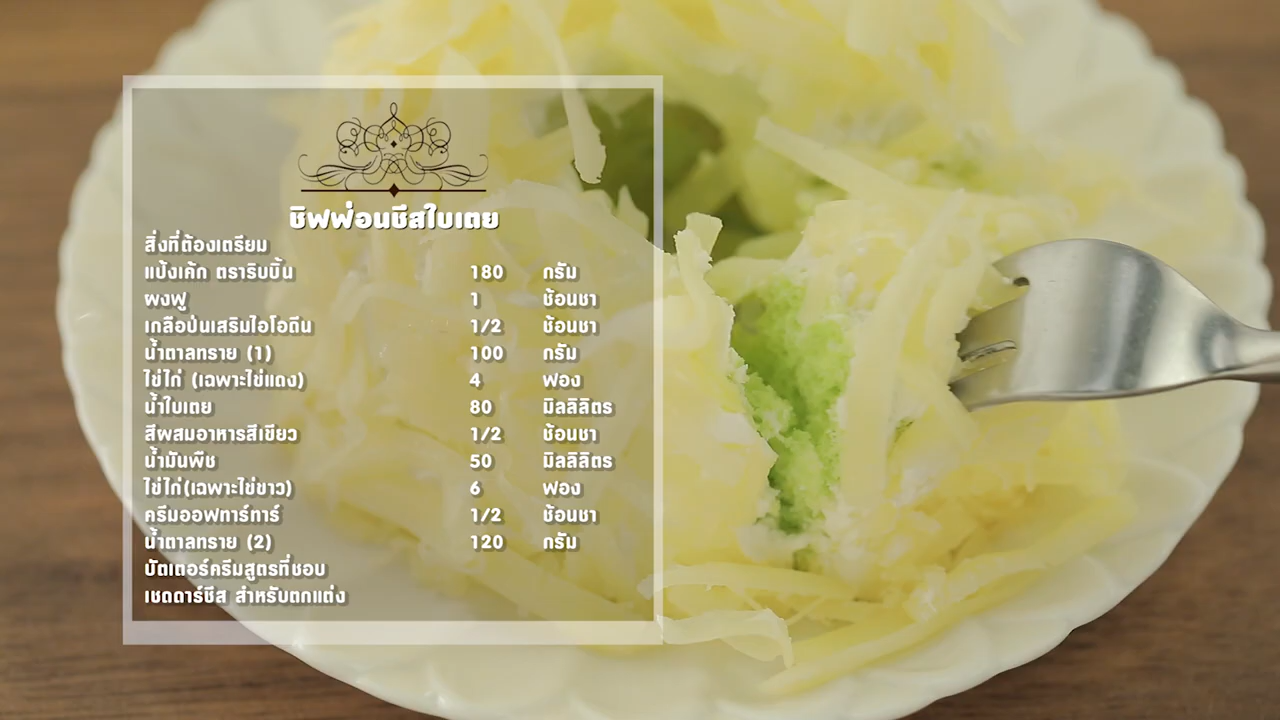 ชิฟฟ่อนชีสใบเตย
สิ่งที่ต้องเตรียม
แป้งเค้ก ตราริบบิ้น 180 กรัม
ผงฟู 1 ช้อนชา
เกลือป่นเสริมไอโอดีน 1/2 ช้อนชา
น้ำตาลทราย (1) 100 กรัม
ไข่ไก่ (เฉพาะไข่แดง) 4 ฟอง
น้ำใบเตย 80 มิลลิลิตร
สีผสมอาหารสีเขียว 1/2 ช้อนชา
น้ำมันพืช 50 มิลลิลิตร
ไข่ไก่(เฉพาะไข่ขาว) 6 ฟอง
ครีมออฟทาร์ทาร์ 1/2 ช้อนชา
น้ำตาลทราย (2) 120 กรัม
บัตเตอร์ครีมสูตรที่ชอบ
เชดดาร์ชีส สำหรับตกแต่ง